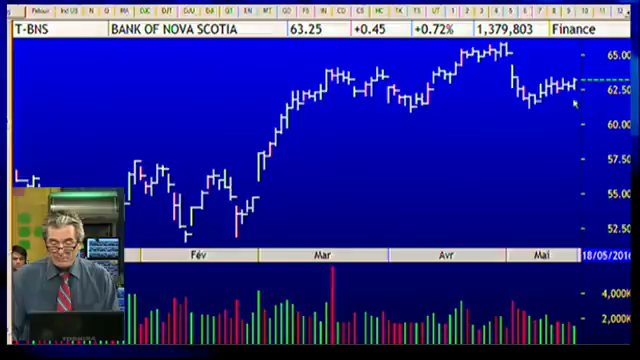 T-BNS BANK OF NOVA SCOTIA 63.25 +0.45 +0.72% 1,379,803 Finance
65.00
62.50
60.00
57.50
55.00
52.50
Fév Mar Avr Mai 18/05/2016
4,000K
2,000K